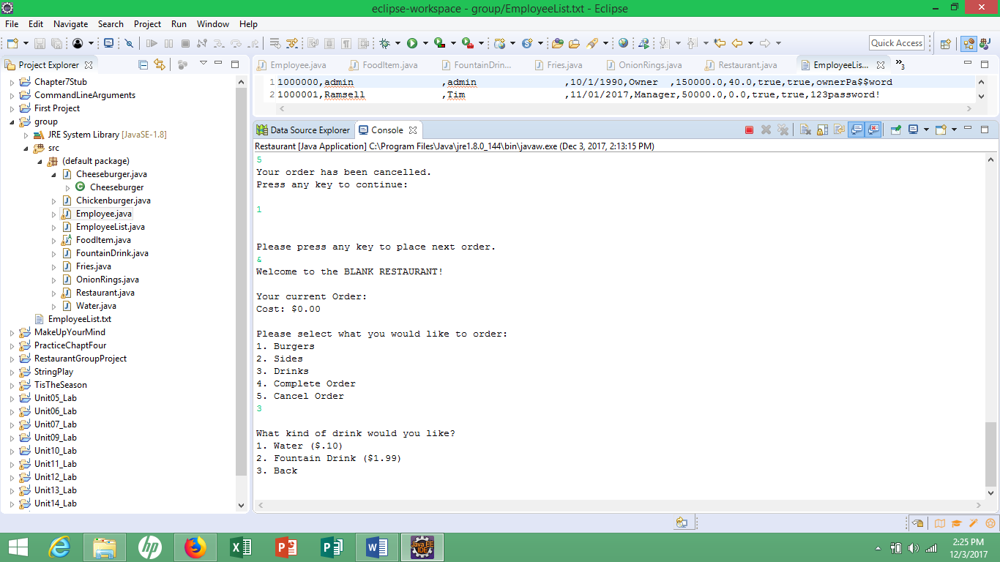 eclipse-workspace - group/EmployeeList.txt - Eclipse
File Edit Navigate Search Project Run Window Help
Quick Access
Project Explorer
Chapter7Stub
CommandLineArguments
First Project
group
JRE System Library [JavaSE-1.8]
src
(default package)
Cheeseburger.java
Cheeseburger
Chickenburger.java
Employee.java
EmployeeList.java
FoodItem.java
FountainDrink.java
Fries.java
OnionRings.java
Restaurant.java
Water.java
EmployeeList.txt
MakeUpYourMind
PracticeChaptFour
RestaurantGroupProject
StringPlay
TisTheSeason
Unit05_Lab
Unit06_Lab
Unit07_Lab
Unit09_Lab
Unit10_Lab
Unit11_Lab
Unit12_Lab
Unit13_Lab
Unit14_Lab
Employee.java FoodItem.java FountainDrin... Fries.java OnionRings.java Restaurant.java EmployeeLis... »3
1 1000000,admin ,admin ,10/1/1990,Owner ,150000.0,40.0,true,true,ownerPa$$word
2 1000001,Ramsell ,Tim ,11/01/2017,Manager,50000.0,0.0,true,true,123password!
Data Source Explorer Console
Restaurant [Java Application] C:\Program Files\Java\jre1.8.0_144\bin\javaw.exe (Dec 3, 2017, 2:13:15 PM)
5
Your order has been cancelled.
Press any key to continue:
1
Please press any key to place next order.
&
Welcome to the BLANK RESTAURANT!
Your current Order:
Cost: $0.00
Please select what you would like to order:
1. Burgers
2. Sides
3. Drinks
4. Complete Order
5. Cancel Order
3
What kind of drink would you like?
1. Water ($.10)
2. Fountain Drink ($1.99)
3. Back
hp
Java EE
IDE
2:25 PM
12/3/2017